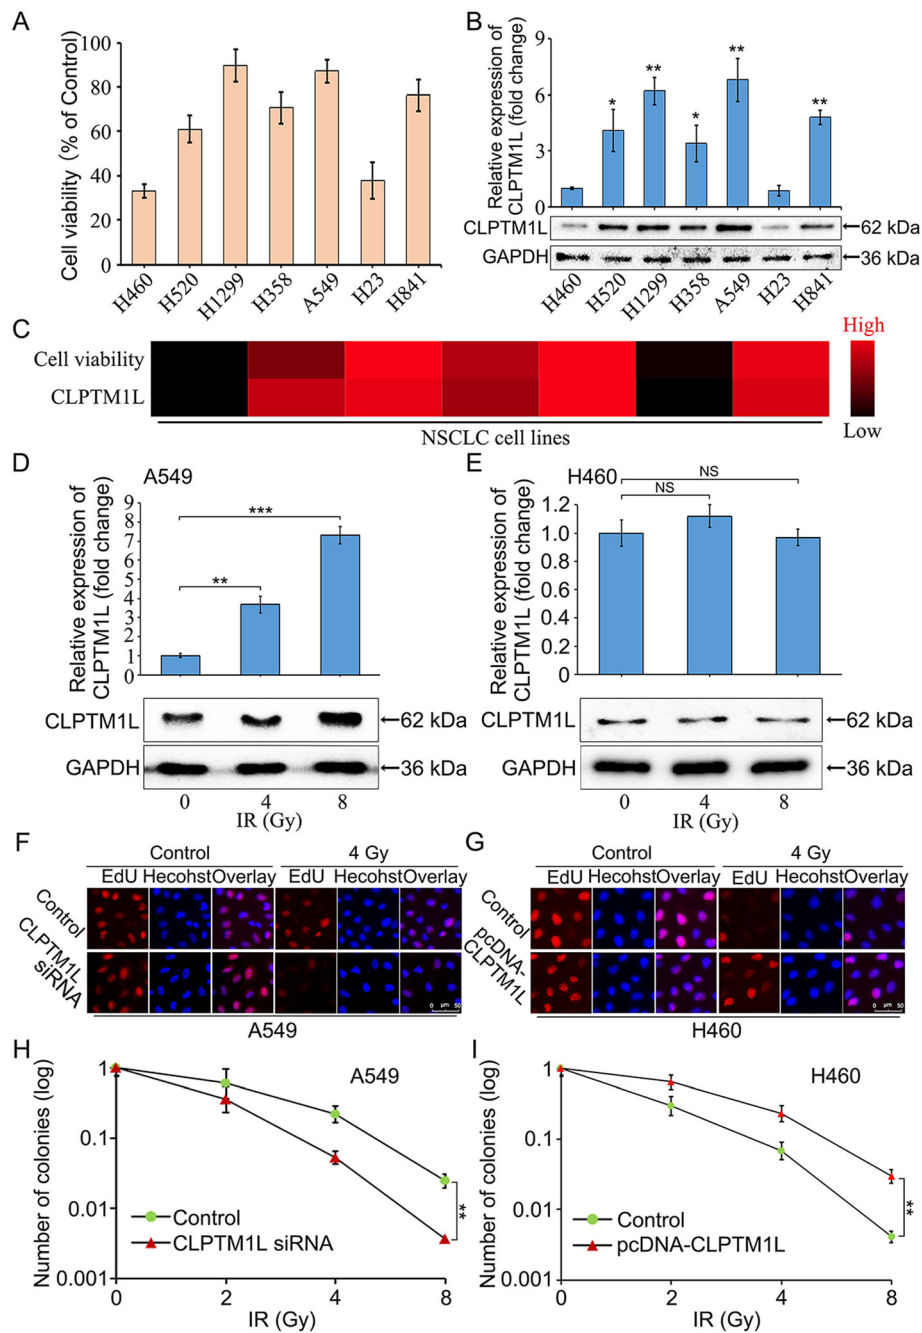 A
Cell viability (% of Control)
100
80
60
40
20
0
H460
H520
H1299
H358
A549
H23
H841
B
Relative expression of
CLPTM1L (fold change)
9
6
3
0
*
**
*
**
**
CLPTM1L
←62 kDa
GAPDH
←36 kDa
H460
H520
H1299
H358
A549
H23
H841
C
Cell viability
CLPTM1L
NSCLC cell lines
High
Low
D
A549
Relative expression of
CLPTM1L (fold change)
9
8
7
6
5
4
3
2
1
0
***
**
CLPTM1L
←62 kDa
GAPDH
←36 kDa
0 4 8
IR (Gy)
E
H460
Relative expression of
CLPTM1L (fold change)
1.2
1.0
0.8
0.6
0.4
0.2
0
NS
NS
CLPTM1L
←62 kDa
GAPDH
←36 kDa
0 4 8
IR (Gy)
F
Control 4 Gy
EdU Hecohst Overlay EdU Hecohst Overlay
Control
CLPTM1L
siRNA
0 µm 50
A549
G
Control 4 Gy
EdU Hecohst Overlay EdU Hecohst Overlay
Control
pcDNA-
CLPTM1L
0 µm 50
H460
H
A549
Number of colonies (log)
1
0.1
0.01
0.001
Control
CLPTM1L siRNA
**
0 2 4 8
IR (Gy)
I
H460
Number of colonies (log)
1
0.1
0.01
0.001
Control
pcDNA-CLPTM1L
**
0 2 4 8
IR (Gy)